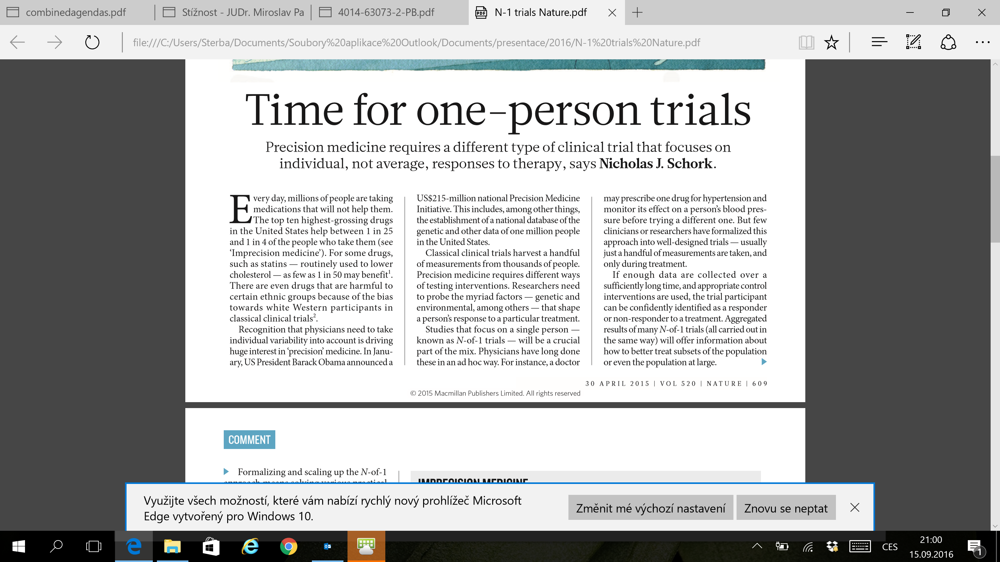 combinedagendas.pdf
Stížnost - JUDr. Miroslav Pa
4014-63073-2-PB.pdf
N-1 trials Nature.pdf
file:///C:/Users/Sterba/Documents/Soubory%20aplikace%20Outlook/Documents/presentace/2016/N-1%20trials%20Nature.pdf
Time for one-person trials
Precision medicine requires a different type of clinical trial that focuses on
individual, not average, responses to therapy, says Nicholas J. Schork.
Every day, millions of people are taking
medications that will not help them.
The top ten highest-grossing drugs
in the United States help between 1 in 25
and 1 in 4 of the people who take them (see
‘Imprecision medicine’). For some drugs,
such as statins — routinely used to lower
cholesterol — as few as 1 in 50 may benefit¹.
There are even drugs that are harmful to
certain ethnic groups because of the bias
towards white Western participants in
classical clinical trials².
Recognition that physicians need to take
individual variability into account is driving
huge interest in ‘precision’ medicine. In Janu-
ary, US President Barack Obama announced a
US$215-million national Precision Medicine
Initiative. This includes, among other things,
the establishment of a national database of the
genetic and other data of one million people
in the United States.
Classical clinical trials harvest a handful
of measurements from thousands of people.
Precision medicine requires different ways
of testing interventions. Researchers need
to probe the myriad factors — genetic and
environmental, among others — that shape
a person’s response to a particular treatment.
Studies that focus on a single person —
known as N-of-1 trials — will be a crucial
part of the mix. Physicians have long done
these in an ad hoc way. For instance, a doctor
may prescribe one drug for hypertension and
monitor its effect on a person’s blood pres-
sure before trying a different one. But few
clinicians or researchers have formalized this
approach into well-designed trials — usually
just a handful of measurements are taken, and
only during treatment.
If enough data are collected over a
sufficiently long time, and appropriate control
interventions are used, the trial participant
can be confidently identified as a responder
or non-responder to a treatment. Aggregated
results of many N-of-1 trials (all carried out in
the same way) will offer information about
how to better treat subsets of the population
or even the population at large.
30 APRIL 2015 | VOL 520 | NATURE | 609
© 2015 Macmillan Publishers Limited. All rights reserved
COMMENT
Formalizing and scaling up the N-of-1
approach means solving various practical
IMPRECISION MEDICINE
Využijte všech možností, které vám nabízí rychlý nový prohlížeč Microsoft
Edge vytvořený pro Windows 10.
Změnit mé výchozí nastavení
Znovu se neptat
CES
21:00
15.09.2016
1